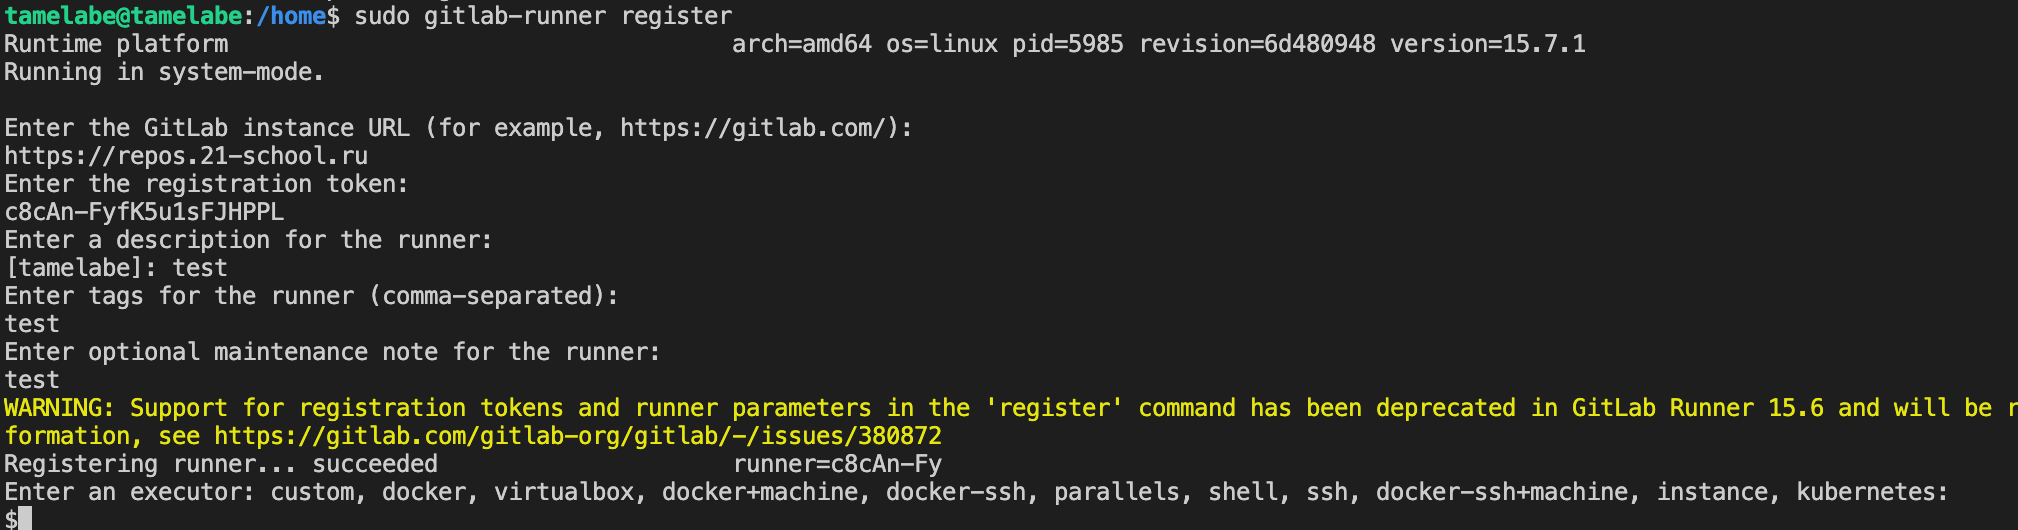 tamelabe@tamelabe:/home$ sudo gitlab-runner register
Runtime platform                                    arch=amd64 os=linux pid=5985 revision=6d480948 version=15.7.1
Running in system-mode.
Enter the GitLab instance URL (for example, https://gitlab.com/):
https://repos.21-school.ru
Enter the registration token:
c8cAn-FyfK5u1sFJHPPL
Enter a description for the runner:
[tamelabe]: test
Enter tags for the runner (comma-separated):
test
Enter optional maintenance note for the runner:
test
WARNING: Support for registration tokens and runner parameters in the 'register' command has been deprecated in GitLab Runner 15.6 and will be r
formation, see https://gitlab.com/gitlab-org/gitlab/-/issues/380872
Registering runner... succeeded                     runner=c8cAn-Fy
Enter an executor: custom, docker, virtualbox, docker+machine, docker-ssh, parallels, shell, ssh, docker-ssh+machine, instance, kubernetes:
$